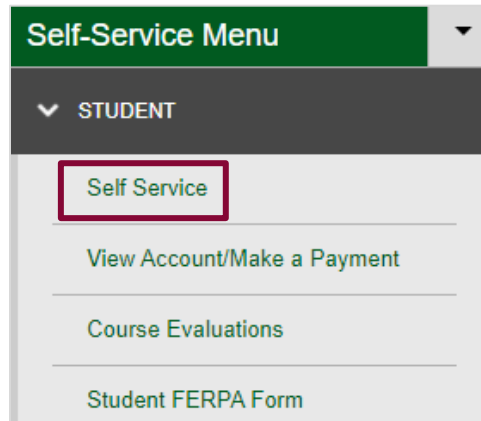 Self-Service Menu
STUDENT
Self Service
View Account/Make a Payment
Course Evaluations
Student FERPA Form